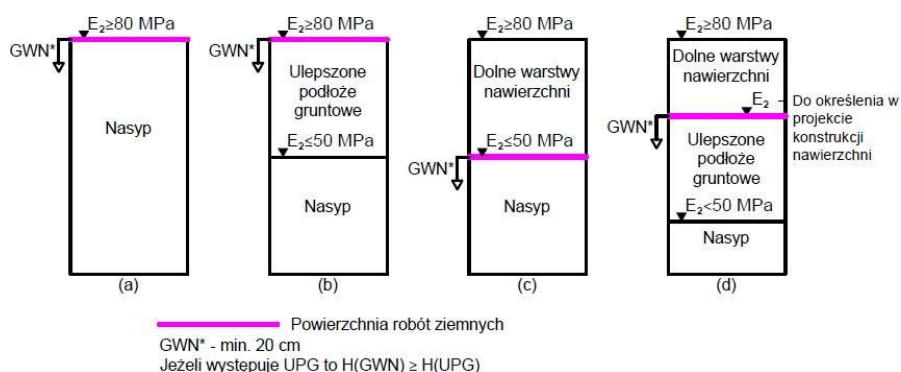 E₂≥80 MPa
GWN*
Nasyp
(a)
E₂≥80 MPa
GWN*
Ulepszone
podłoże
gruntowe
E₂≤50 MPa
Nasyp
(b)
E₂≥80 MPa
Dolne warstwy
nawierzchni
E₂≤50 MPa
GWN*
Nasyp
(c)
E₂≥80 MPa
Dolne warstwy
nawierzchni
E₂ - Do określenia w
projekcie
konstrukcji
nawierzchni
GWN*
Ulepszone
podłoże
gruntowe
E₂<50 MPa
Nasyp
(d)
Powierzchnia robót ziemnych
GWN* - min. 20 cm
Jeżeli występuje UPG to H(GWN) ≥ H(UPG)